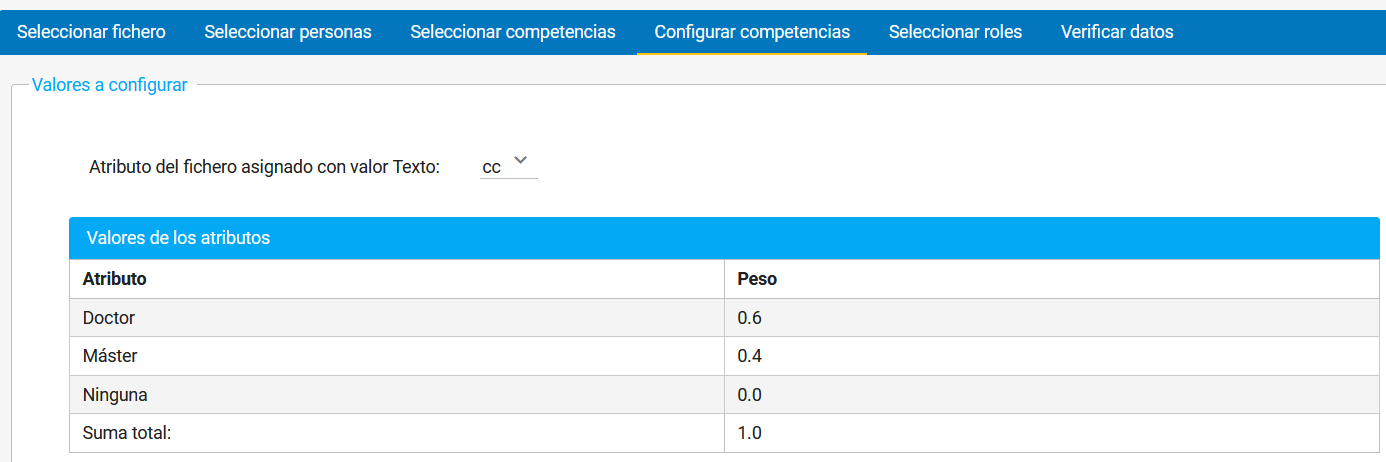 Seleccionar fichero Seleccionar personas Seleccionar competencias Configurar competencias Seleccionar roles Verificar datos
Valores a configurar
Atributo del fichero asignado con valor Texto: cc
Valores de los atributos
Atributo Peso
Doctor 0.6
Máster 0.4
Ninguna 0.0
Suma total: 1.0